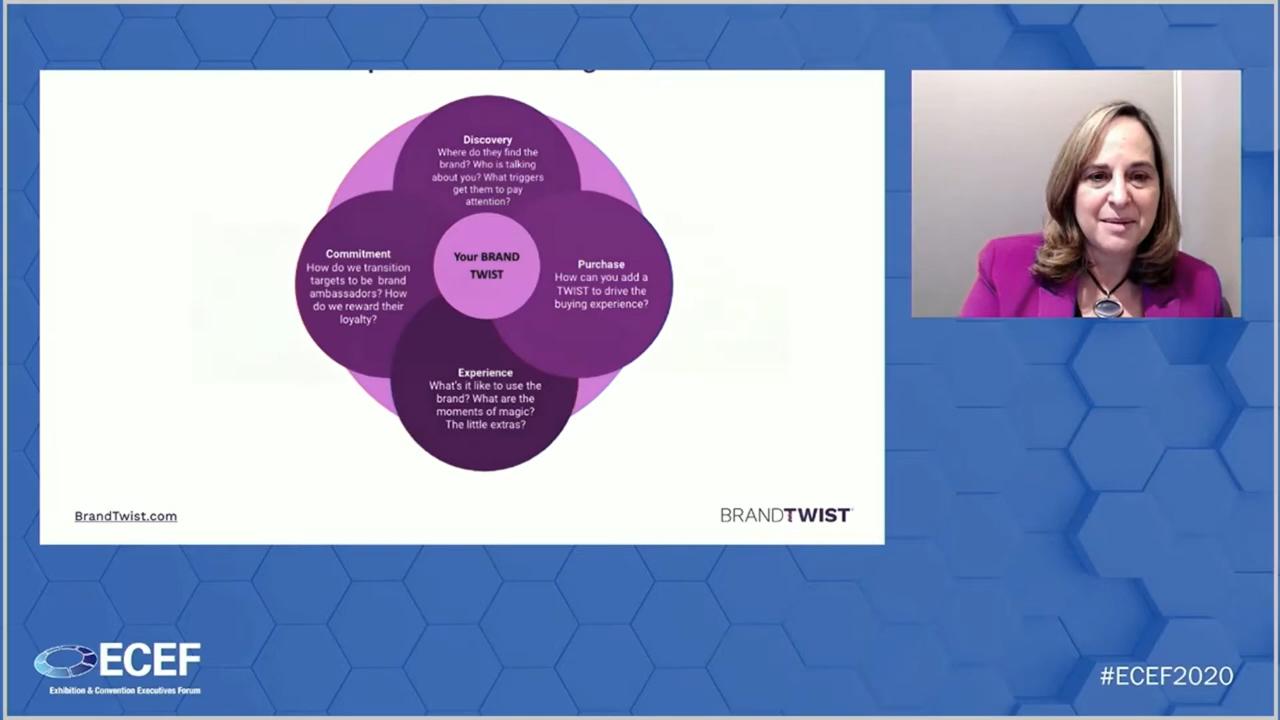 Discovery
Where do they find the
brand? Who is talking
about you? What triggers
get them to pay
attention?
Commitment
How do we transition
targets to be brand
ambassadors? How
do we reward their
loyalty?
Your BRAND
TWIST
Purchase
How can you add a
TWIST to drive the
buying experience?
Experience
What's it like to use the
brand? What are the
moments of magic?
The little extras?
BrandTwist.com
BRANDTWIST
ECEF
Exhibition & Convention Executives Forum
#ECEF2020